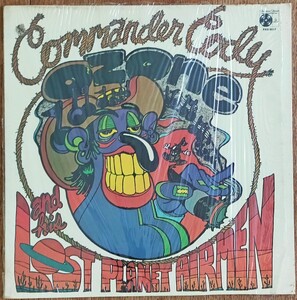 Commander Cody
ozone
and his
LOST PLANET AIRMEN